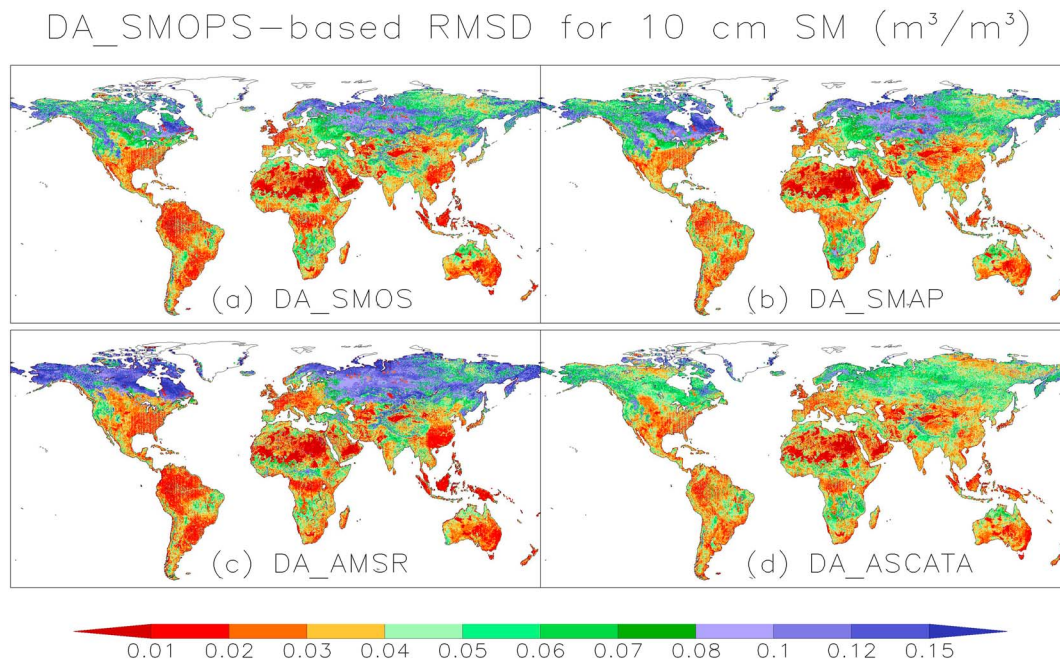 DA_SMOPS-based RMSD for 10 cm SM (m³/m³)
(a) DA_SMOS
(b) DA_SMAP
(c) DA_AMSR
(d) DA_ASCATA
0.01 0.02 0.03 0.04 0.05 0.06 0.07 0.08 0.1 0.12 0.15